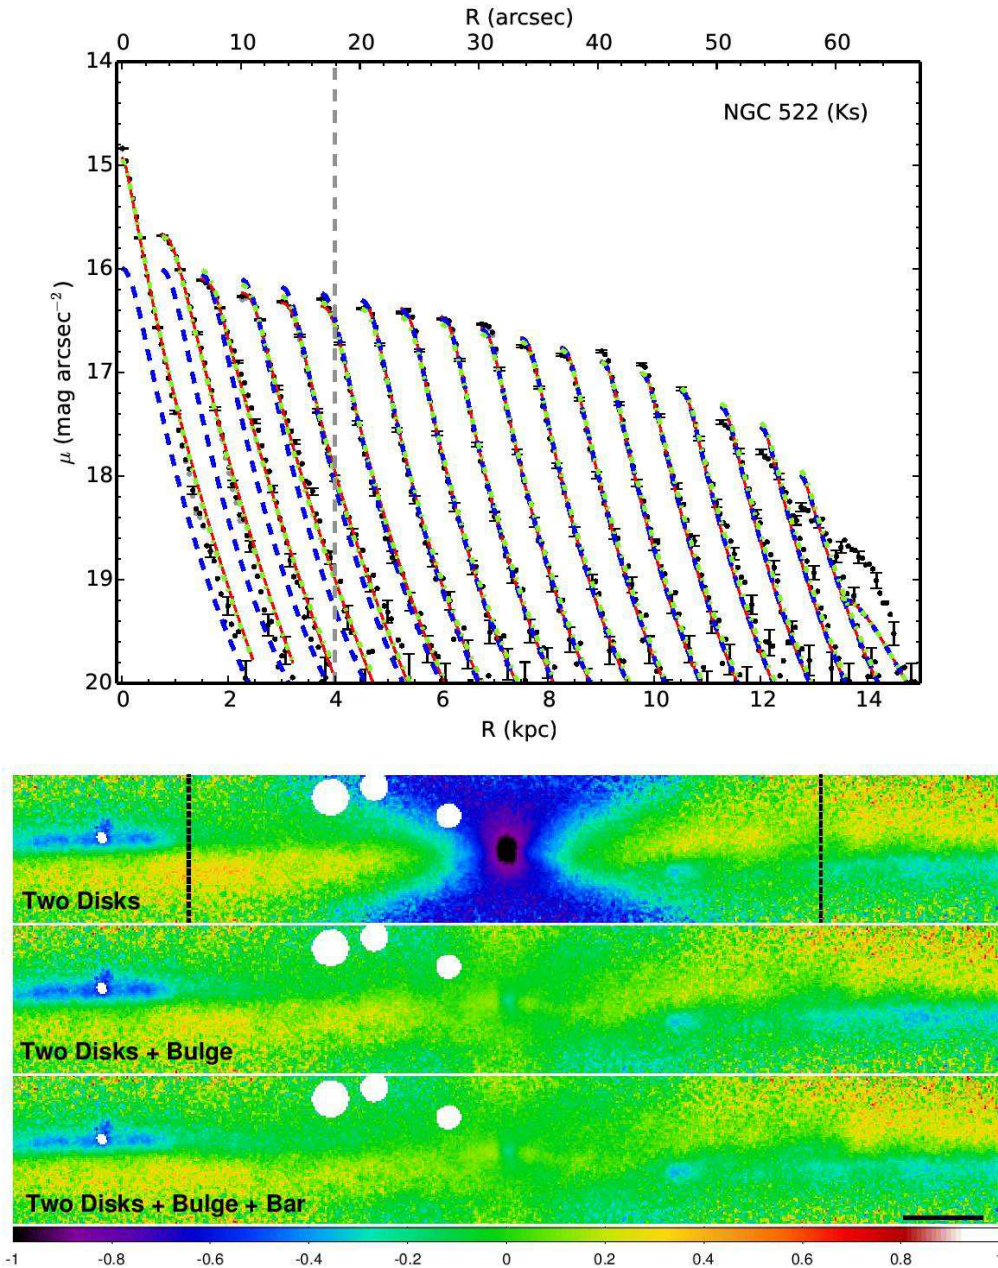 R (arcsec)
0 10 20 30 40 50 60
14
15
16
17
18
19
20
μ (mag arcsec⁻²)
NGC 522 (Ks)
0 2 4 6 8 10 12 14
R (kpc)
Two Disks
Two Disks + Bulge
Two Disks + Bulge + Bar
-1 -0.8 -0.6 -0.4 -0.2 0 0.2 0.4 0.6 0.8